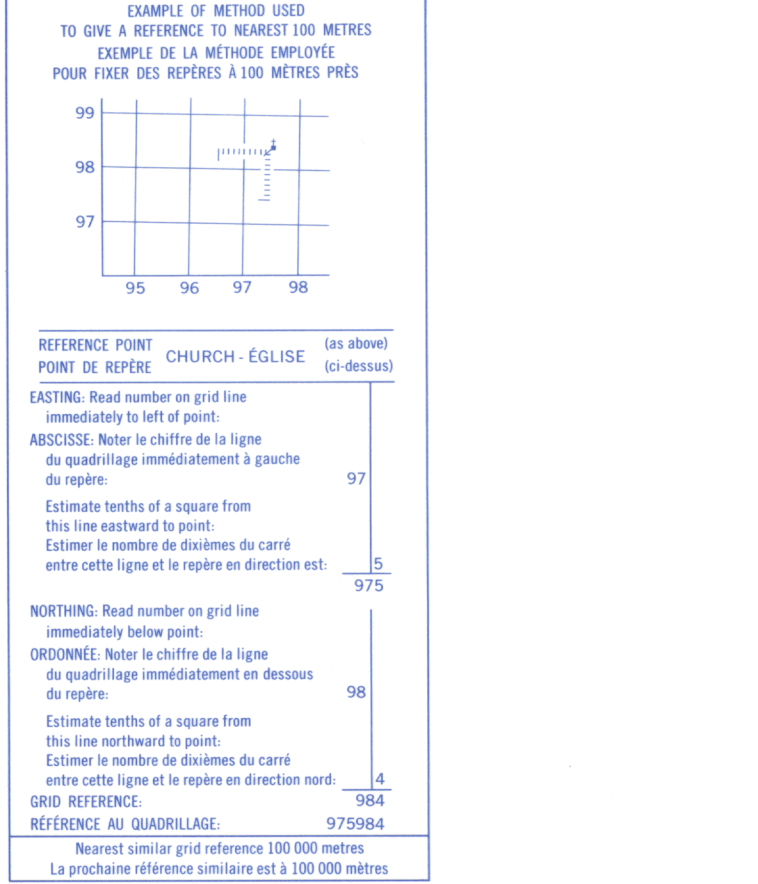 EXAMPLE OF METHOD USED
TO GIVE A REFERENCE TO NEAREST 100 METRES
EXEMPLE DE LA MÉTHODE EMPLOYÉE
POUR FIXER DES REPÈRES À 100 MÈTRES PRÈS
99
98
97
95 96 97 98
REFERENCE POINT
POINT DE REPÈRE
CHURCH - ÉGLISE
(as above)
(ci-dessus)
EASTING: Read number on grid line
immediately to left of point:
ABSCISSE: Noter le chiffre de la ligne
du quadrillage immédiatement à gauche
du repère: 97
Estimate tenths of a square from
this line eastward to point:
Estimer le nombre de dixièmes du carré
entre cette ligne et le repère en direction est: 5
975
NORTHING: Read number on grid line
immediately below point:
ORDONNÉE: Noter le chiffre de la ligne
du quadrillage immédiatement en dessous
du repère: 98
Estimate tenths of a square from
this line northward to point:
Estimer le nombre de dixièmes du carré
entre cette ligne et le repère en direction nord: 4
GRID REFERENCE: 984
RÉFÉRENCE AU QUADRILLAGE: 975984
Nearest similar grid reference 100 000 metres
La prochaine référence similaire est à 100 000 mètres